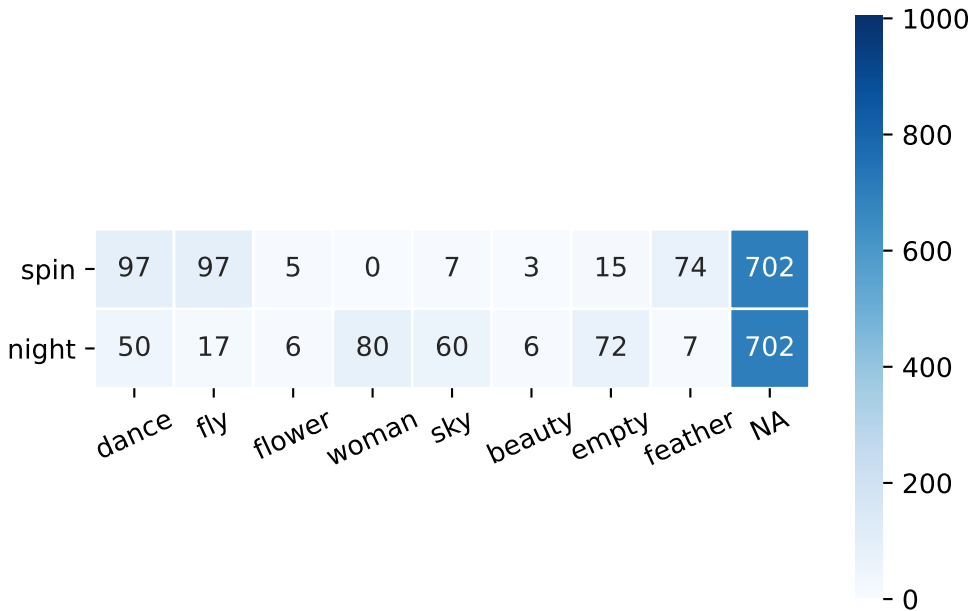 1000
800
600
400
200
0
spin 97 97 5 0 7 3 15 74 702
night 50 17 6 80 60 6 72 7 702
dance fly flower woman sky beauty empty feather NA